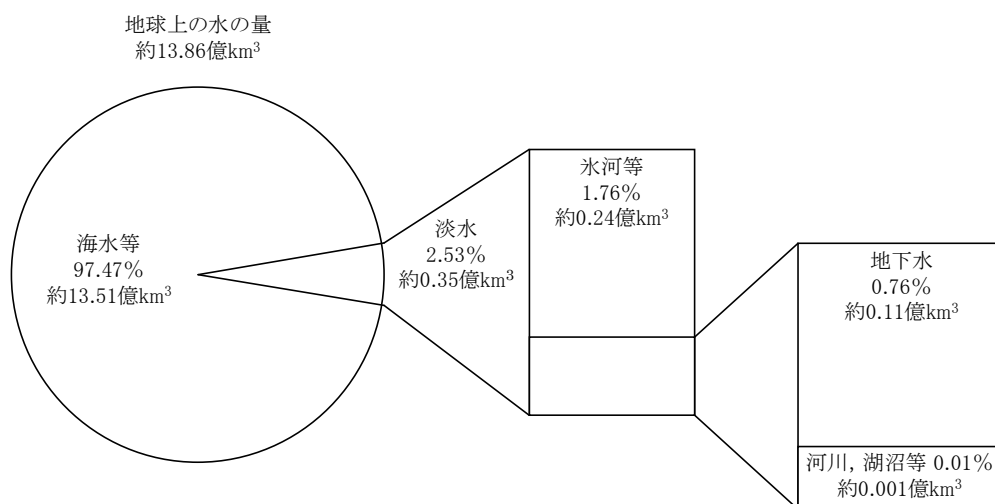 地球上の水の量
約13.86億km³
海水等
97.47%
約13.51億km³
淡水
2.53%
約0.35億km³
氷河等
1.76%
約0.24億km³
地下水
0.76%
約0.11億km³
河川, 湖沼等 0.01%
約0.001億km³